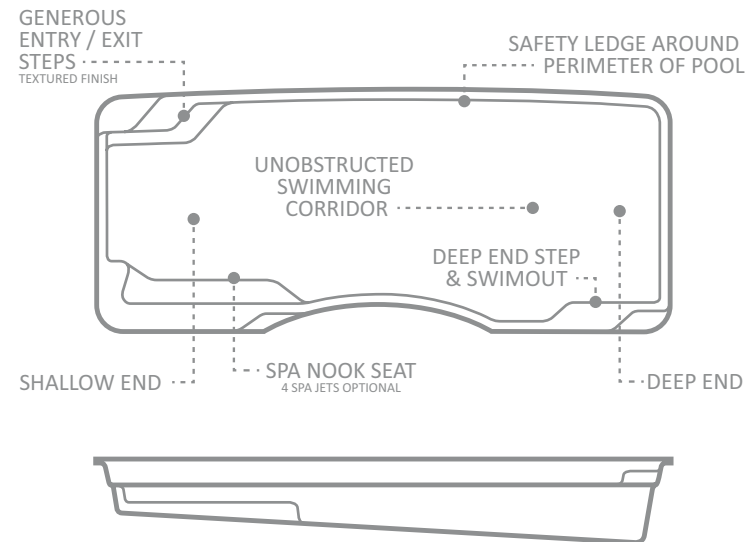 GENEROUS
ENTRY / EXIT
STEPS
TEXTURED FINISH
SAFETY LEDGE AROUND
PERIMETER OF POOL
UNOBSTRUCTED
SWIMMING
CORRIDOR
DEEP END STEP
& SWIMOUT
SHALLOW END
SPA NOOK SEAT
4 SPA JETS OPTIONAL
DEEP END